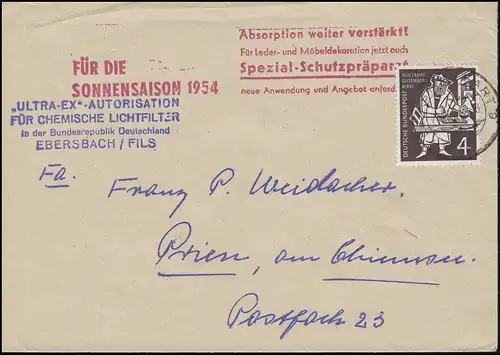 Absorption weiter verstärkt!
Für Leder- und Möbeldekoration jetzt auch
Spezial-Schutzpräparat
neue Anwendung und Angebot anford
FÜR DIE
SONNENSAISON 1954
„ULTRA-EX"-AUTORISATION
FÜR CHEMISCHE LICHTFILTER
in der Bundesrepublik Deutschland
EBERSBACH / FILS
500 JAHRE
GUTENBERG
BIBEL
DEUTSCHE BUNDESPOST
4
Fa. Franz P. Weidacher,
Prien, am Chiemsee.
Postfach 23